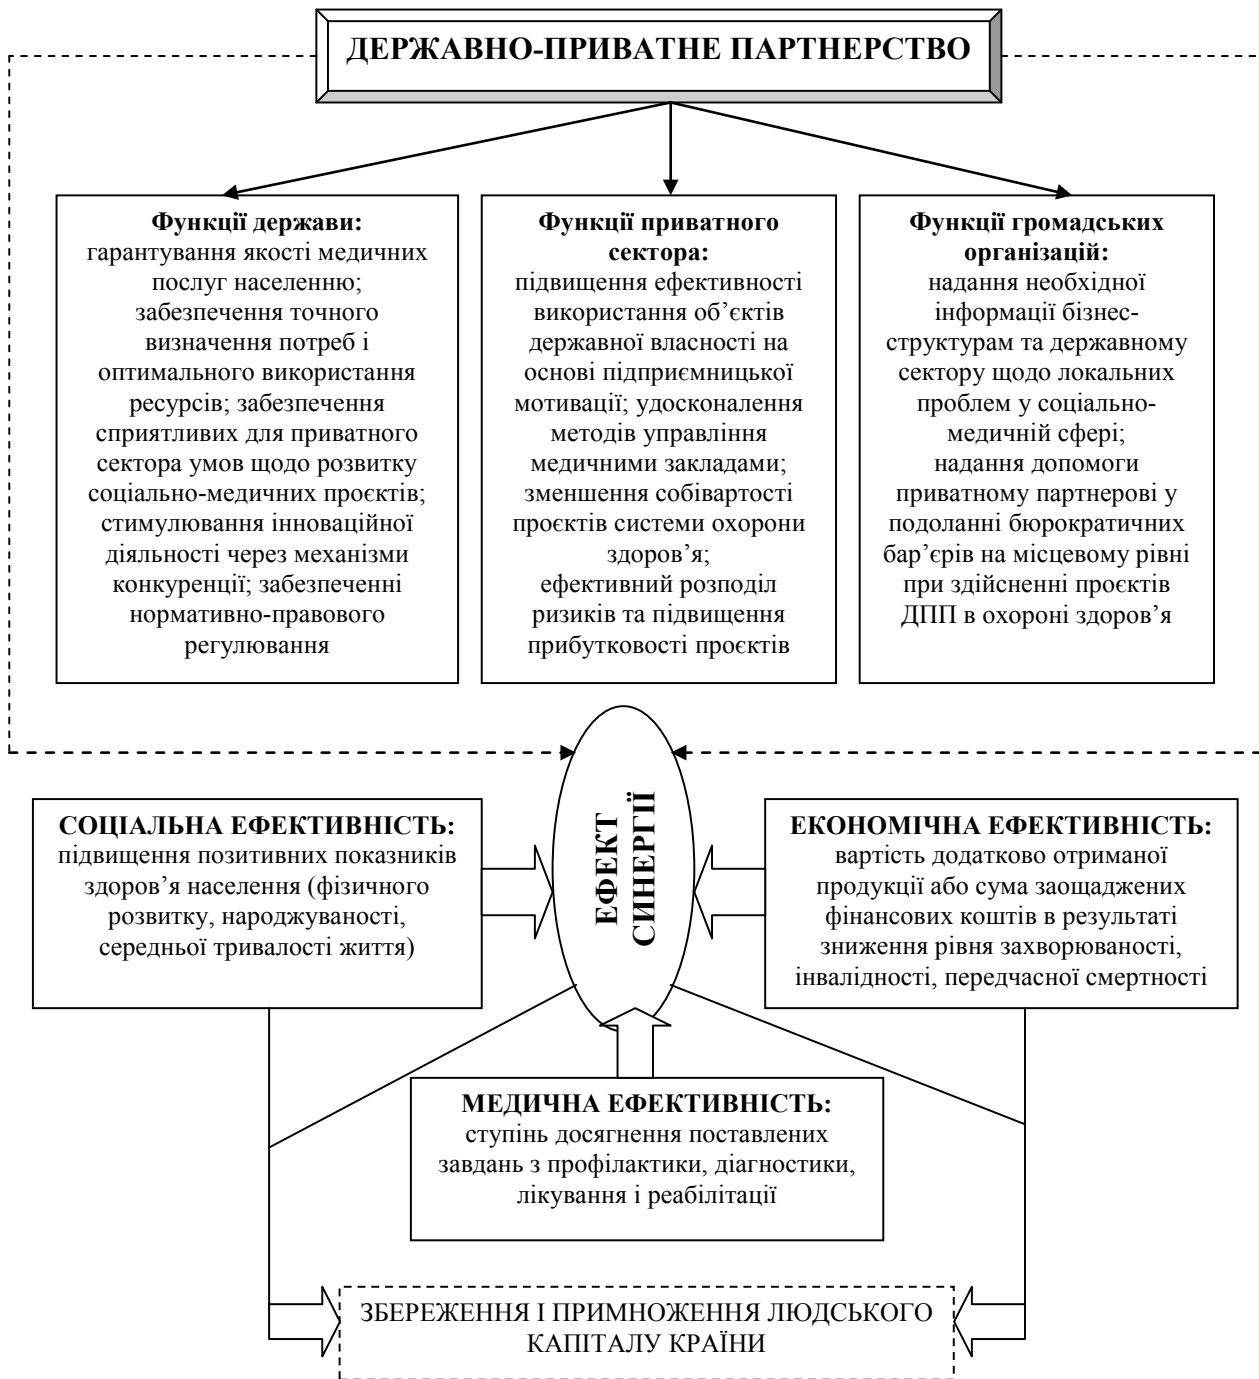 ДЕРЖАВНО-ПРИВАТНЕ ПАРТНЕРСТВО
Функції держави:
гарантування якості медичних
послуг населенню;
забезпечення точного
визначення потреб і
оптимального використання
ресурсів; забезпечення
сприятливих для приватного
сектора умов щодо розвитку
соціально-медичних проєктів;
стимулювання інноваційної
діяльності через механізми
конкуренції; забезпеченні
нормативно-правового
регулювання
Функції приватного
сектора:
підвищення ефективності
використання об’єктів
державної власності на
основі підприємницької
мотивації; удосконалення
методів управління
медичними закладами;
зменшення собівартості
проєктів системи охорони
здоров’я;
ефективний розподіл
ризиків та підвищення
прибутковості проєктів
Функції громадських
організацій:
надання необхідної
інформації бізнес-
структурам та державному
сектору щодо локальних
проблем у соціально-
медичній сфері;
надання допомоги
приватному партнерові у
подоланні бюрократичних
бар’єрів на місцевому рівні
при здійсненні проєктів
ДПП в охороні здоров’я
СОЦІАЛЬНА ЕФЕКТИВНІСТЬ:
підвищення позитивних показників
здоров’я населення (фізичного
розвитку, народжуваності,
середньої тривалості життя)
ЕФЕКТ
СИНЕРГІЇ
ЕКОНОМІЧНА ЕФЕКТИВНІСТЬ:
вартість додатково отриманої
продукції або сума заощаджених
фінансових коштів в результаті
зниження рівня захворюваності,
інвалідності, передчасної смертності
МЕДИЧНА ЕФЕКТИВНІСТЬ:
ступінь досягнення поставлених
завдань з профілактики, діагностики,
лікування і реабілітації
ЗБЕРЕЖЕННЯ І ПРИМНОЖЕННЯ ЛЮДСЬКОГО
КАПІТАЛУ КРАЇНИ